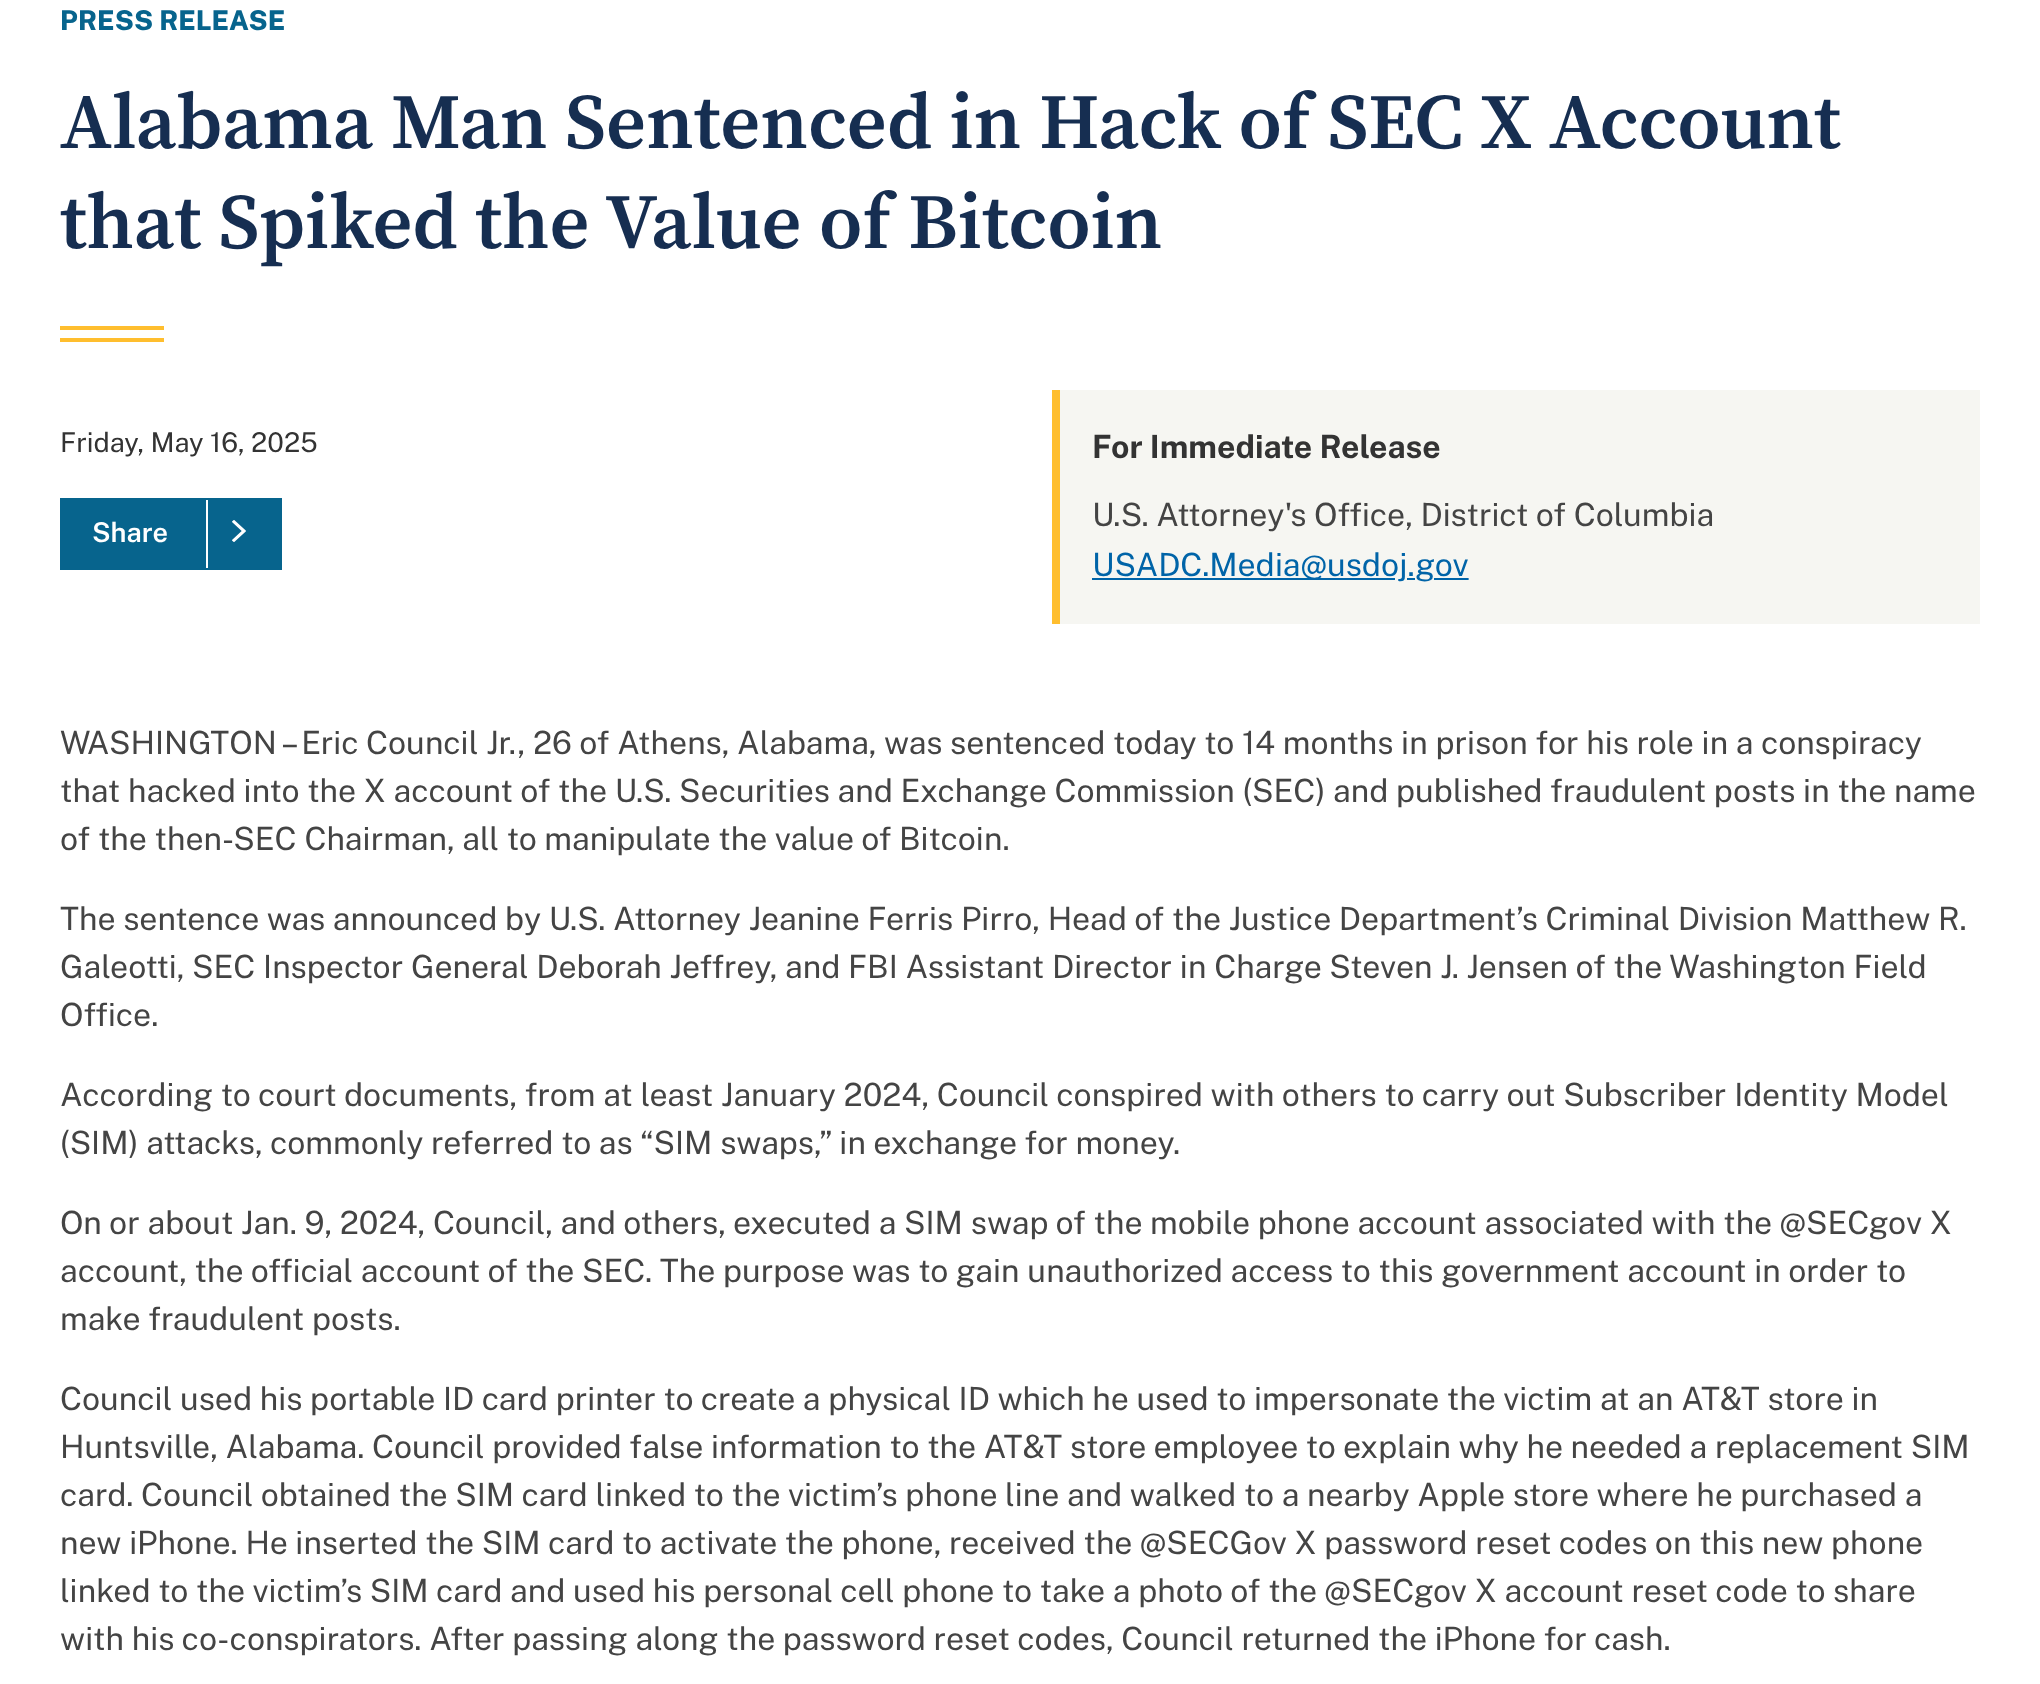 PRESS RELEASE
Alabama Man Sentenced in Hack of SEC X Account
that Spiked the Value of Bitcoin
Friday, May 16, 2025
Share
For Immediate Release
U.S. Attorney's Office, District of Columbia
USADC.Media@usdoj.gov
WASHINGTON – Eric Council Jr., 26 of Athens, Alabama, was sentenced today to 14 months in prison for his role in a conspiracy
that hacked into the X account of the U.S. Securities and Exchange Commission (SEC) and published fraudulent posts in the name
of the then-SEC Chairman, all to manipulate the value of Bitcoin.
The sentence was announced by U.S. Attorney Jeanine Ferris Pirro, Head of the Justice Department’s Criminal Division Matthew R.
Galeotti, SEC Inspector General Deborah Jeffrey, and FBI Assistant Director in Charge Steven J. Jensen of the Washington Field
Office.
According to court documents, from at least January 2024, Council conspired with others to carry out Subscriber Identity Model
(SIM) attacks, commonly referred to as “SIM swaps,” in exchange for money.
On or about Jan. 9, 2024, Council, and others, executed a SIM swap of the mobile phone account associated with the @SECgov X
account, the official account of the SEC. The purpose was to gain unauthorized access to this government account in order to
make fraudulent posts.
Council used his portable ID card printer to create a physical ID which he used to impersonate the victim at an AT&T store in
Huntsville, Alabama. Council provided false information to the AT&T store employee to explain why he needed a replacement SIM
card. Council obtained the SIM card linked to the victim’s phone line and walked to a nearby Apple store where he purchased a
new iPhone. He inserted the SIM card to activate the phone, received the @SECGov X password reset codes on this new phone
linked to the victim’s SIM card and used his personal cell phone to take a photo of the @SECgov X account reset code to share
with his co-conspirators. After passing along the password reset codes, Council returned the iPhone for cash.